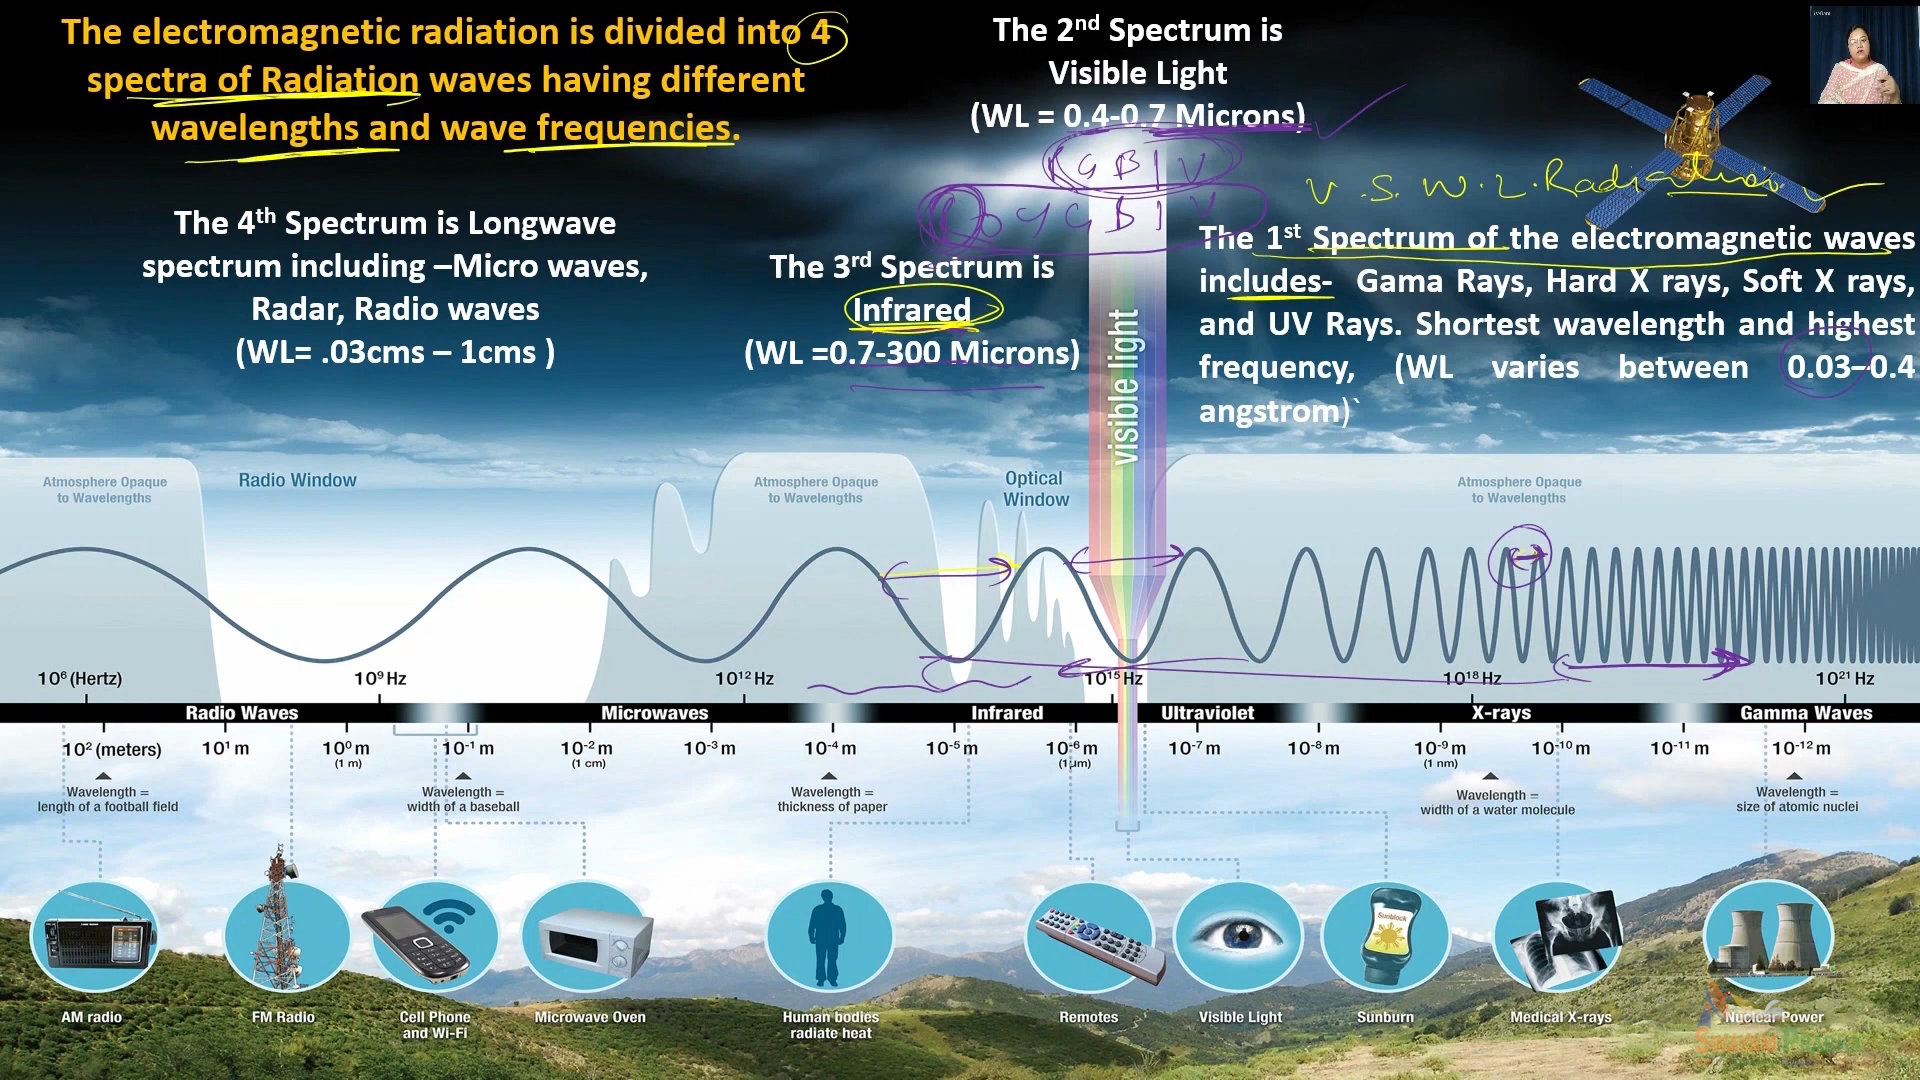 The electromagnetic radiation is divided into 4
spectra of Radiation waves having different
wavelengths and wave frequencies.
The 2nd Spectrum is
Visible Light
(WL = 0.4-0.7 Microns)
G B I V
O Y G B I V
V.S.W.L.Radiation
The 4th Spectrum is Longwave
spectrum including –Micro waves,
Radar, Radio waves
(WL= .03cms – 1cms )
The 3rd Spectrum is
Infrared
(WL =0.7-300 Microns)
The 1st Spectrum of the electromagnetic waves
includes- Gama Rays, Hard X rays, Soft X rays,
and UV Rays. Shortest wavelength and highest
frequency, (WL varies between 0.03–0.4
angstrom)`
visible light
Atmosphere Opaque
to Wavelengths
Radio Window
Atmosphere Opaque
to Wavelengths
Optical
Window
Atmosphere Opaque
to Wavelengths
10⁶ (Hertz) 10⁹ Hz 10¹² Hz 10¹⁵ Hz 10¹⁸ Hz 10²¹ Hz
Radio Waves Microwaves Infrared Ultraviolet X-rays Gamma Waves
10² (meters) 10¹ m 10⁰ m 10⁻¹ m 10⁻² m 10⁻³ m 10⁻⁴ m 10⁻⁵ m 10⁻⁶ m 10⁻⁷ m 10⁻⁸ m 10⁻⁹ m 10⁻¹⁰ m 10⁻¹¹ m 10⁻¹² m
(1 m) (1 cm) (1µm) (1 nm)
Wavelength =
length of a football field
Wavelength =
width of a baseball
Wavelength =
thickness of paper
Wavelength =
width of a water molecule
Wavelength =
size of atomic nuclei
Sunblock
AM radio
FM Radio
Cell Phone
and Wi-Fi
Microwave Oven
Human bodies
radiate heat
Remotes
Visible Light
Sunburn
Medical X-rays
Nuclear Power
Swayam Prabha